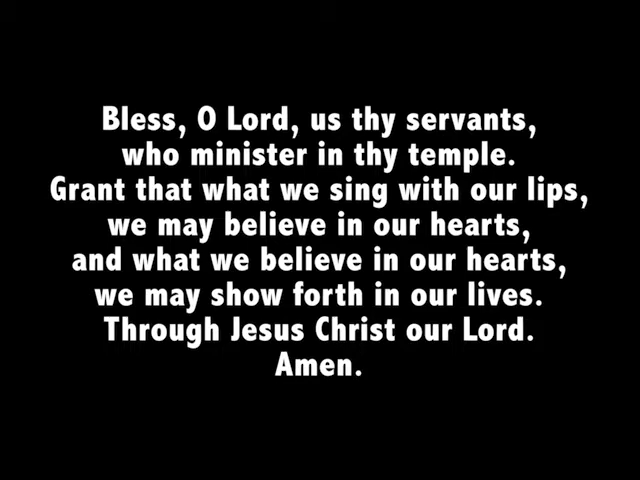 Bless, O Lord, us thy servants,
who minister in thy temple.
Grant that what we sing with our lips,
we may believe in our hearts,
and what we believe in our hearts,
we may show forth in our lives.
Through Jesus Christ our Lord.
Amen.